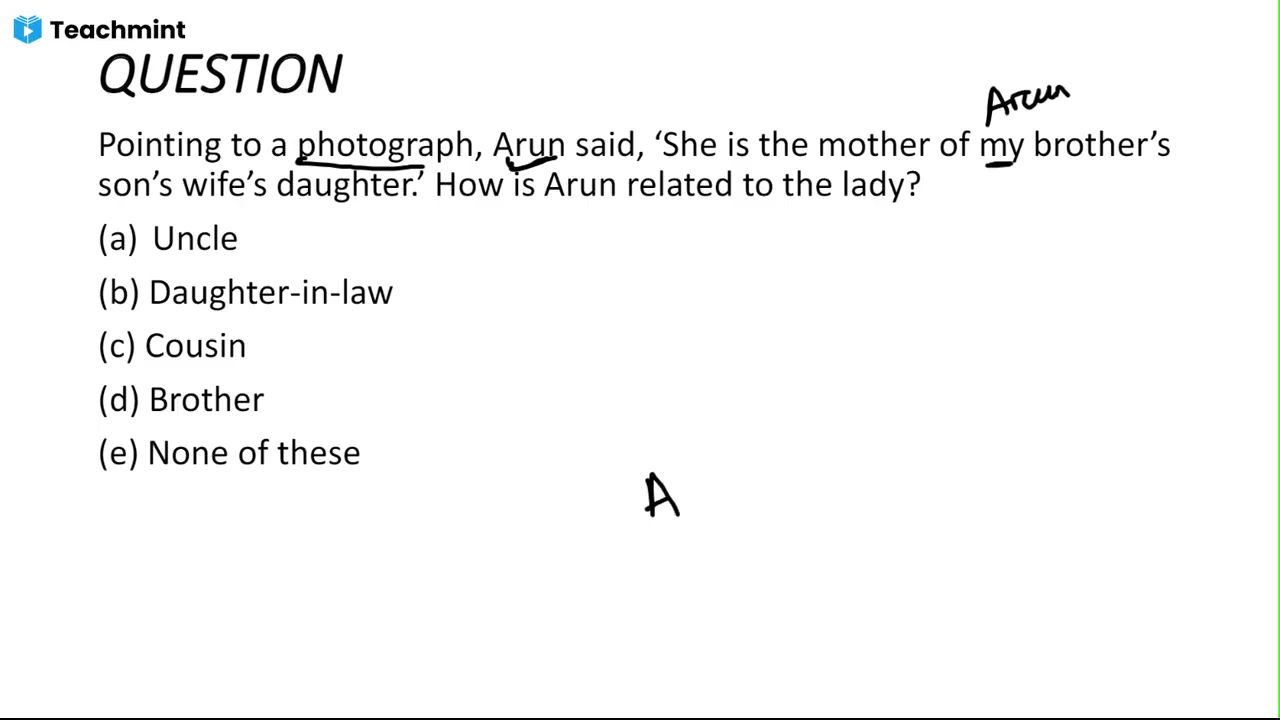 Teachmint
QUESTION
Arun
Pointing to a photograph, Arun said, ‘She is the mother of my brother’s
son’s wife’s daughter.’ How is Arun related to the lady?
(a) Uncle
(b) Daughter-in-law
(c) Cousin
(d) Brother
(e) None of these
A